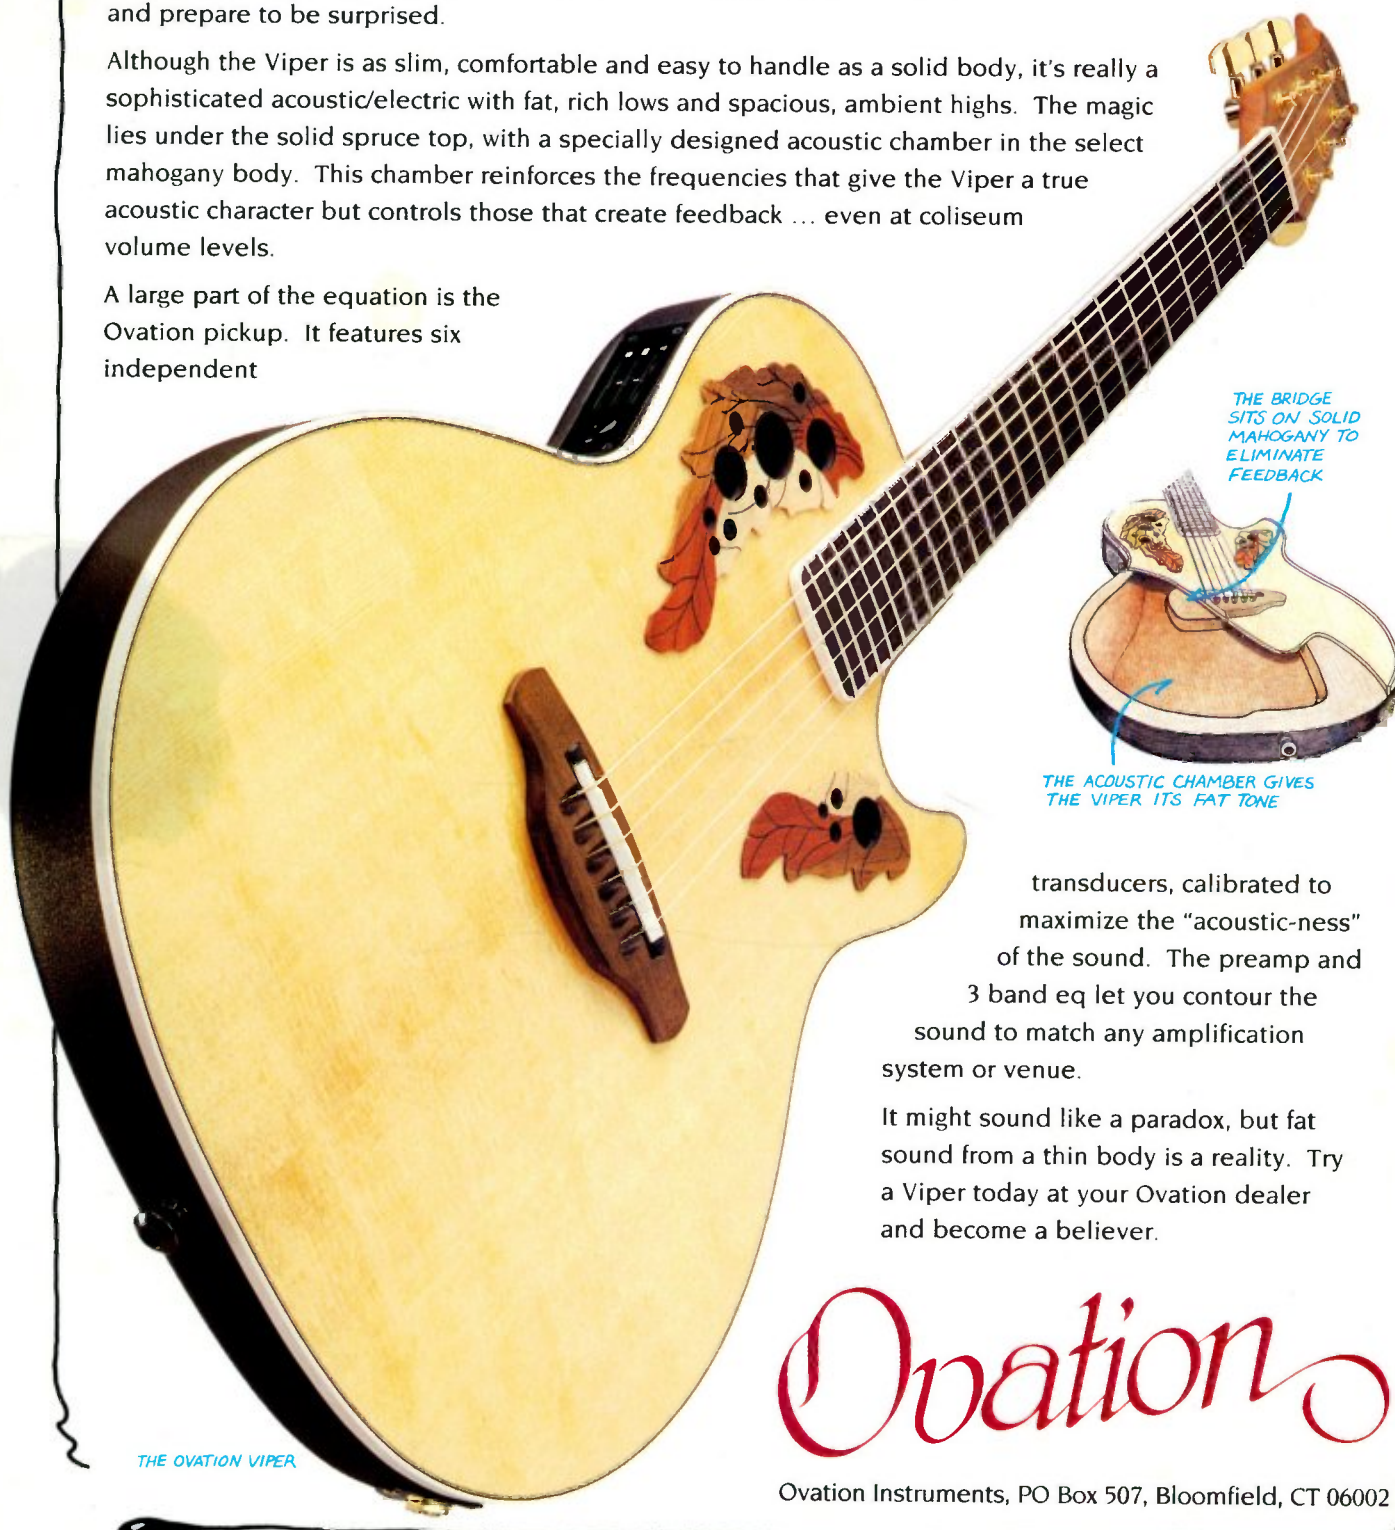 and prepare to be surprised.
Although the Viper is as slim, comfortable and easy to handle as a solid body, it's really a
sophisticated acoustic/electric with fat, rich lows and spacious, ambient highs. The magic
lies under the solid spruce top, with a specially designed acoustic chamber in the select
mahogany body. This chamber reinforces the frequencies that give the Viper a true
acoustic character but controls those that create feedback ... even at coliseum
volume levels.
A large part of the equation is the
Ovation pickup. It features six
independent
THE BRIDGE
SITS ON SOLID
MAHOGANY TO
ELIMINATE
FEEDBACK
THE ACOUSTIC CHAMBER GIVES
THE VIPER ITS FAT TONE
transducers, calibrated to
maximize the "acoustic-ness"
of the sound. The preamp and
3 band eq let you contour the
sound to match any amplification
system or venue.
It might sound like a paradox, but fat
sound from a thin body is a reality. Try
a Viper today at your Ovation dealer
and become a believer.
Ovation
THE OVATION VIPER
Ovation Instruments, PO Box 507, Bloomfield, CT 06002